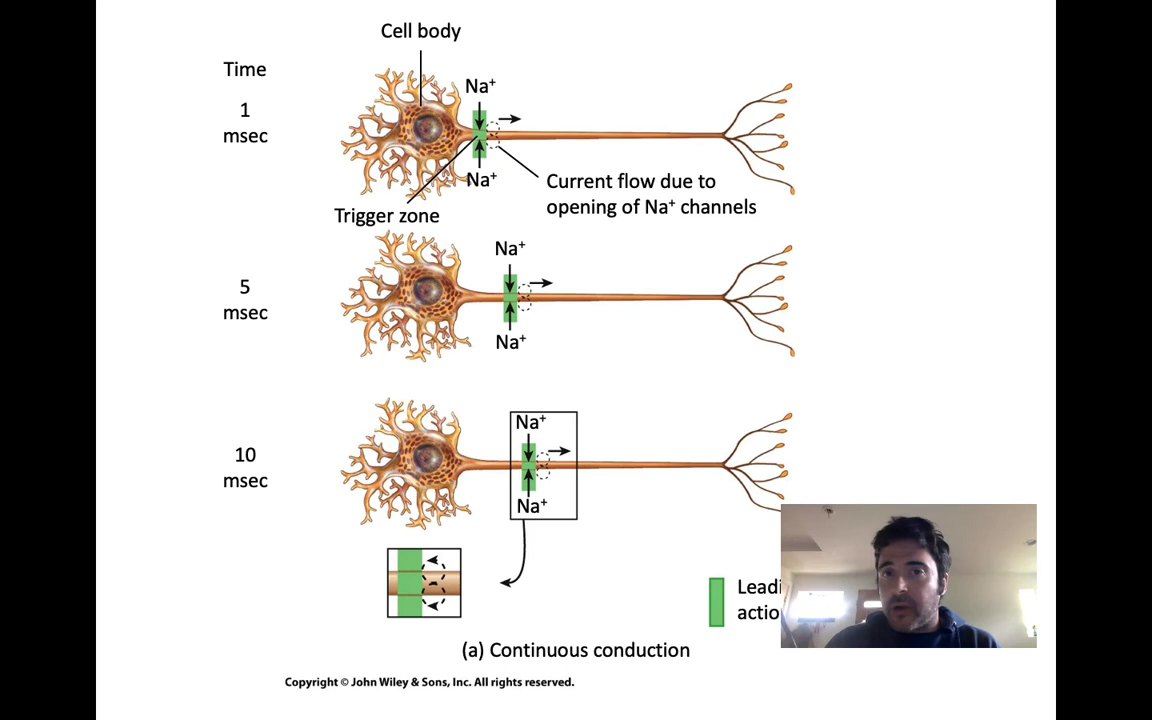 Cell body
Time
1
msec
Na⁺
Na⁺
Current flow due to
opening of Na⁺ channels
Trigger zone
5
msec
Na⁺
Na⁺
10
msec
Na⁺
Na⁺
(a) Continuous conduction
Copyright © John Wiley & Sons, Inc. All rights reserved.